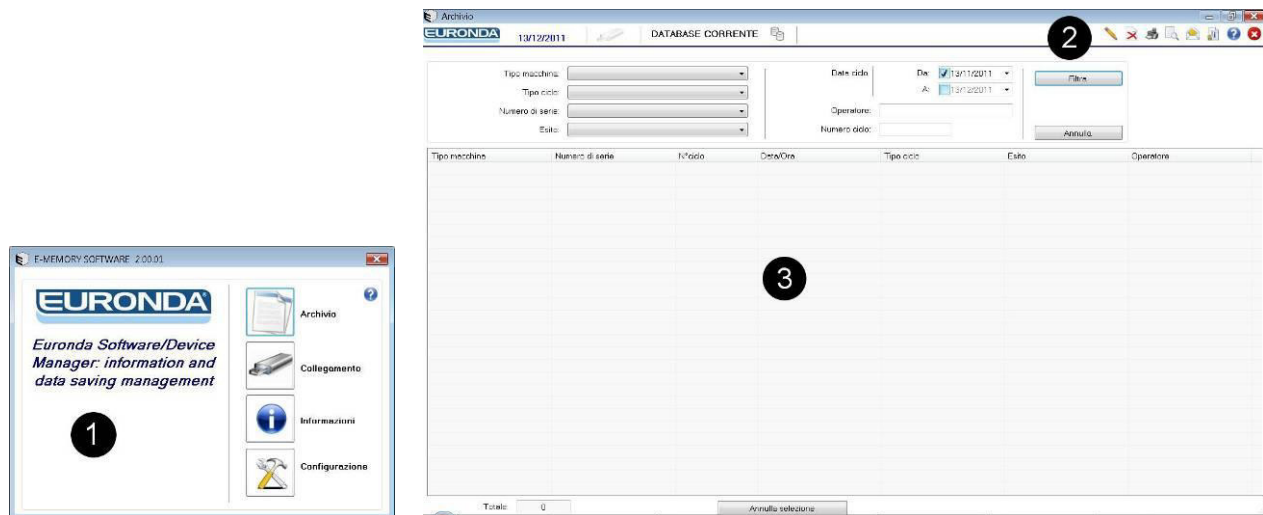 E-MEMORY SOFTWARE 2.00.01
EURONDA
Euronda Software/Device
Manager: information and
data saving management
1
Archivio
Collegamento
Informazioni
Configurazione
Archivio
EURONDA 13/12/2011 DATABASE CORRENTE
2
Tipo macchina: Data ciclo Da: 13/11/2011 Filtra
Tipo ciclo: A: 13/12/2011
Numero di serie: Operatore:
Esito: Numero ciclo: Annulla
Tipo macchina Numero di serie N°ciclo Data/Ora Tipo ciclo Esito Operatore
3
Totale 0 Annulla selezione